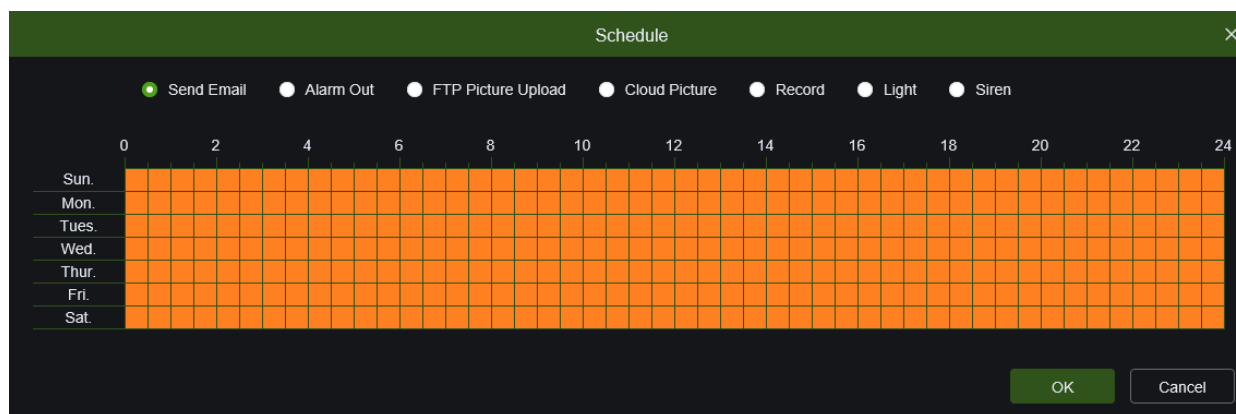 Schedule
Send Email Alarm Out FTP Picture Upload Cloud Picture Record Light Siren
0 2 4 6 8 10 12 14 16 18 20 22 24
Sun.
Mon.
Tues.
Wed.
Thur.
Fri.
Sat.
OK Cancel